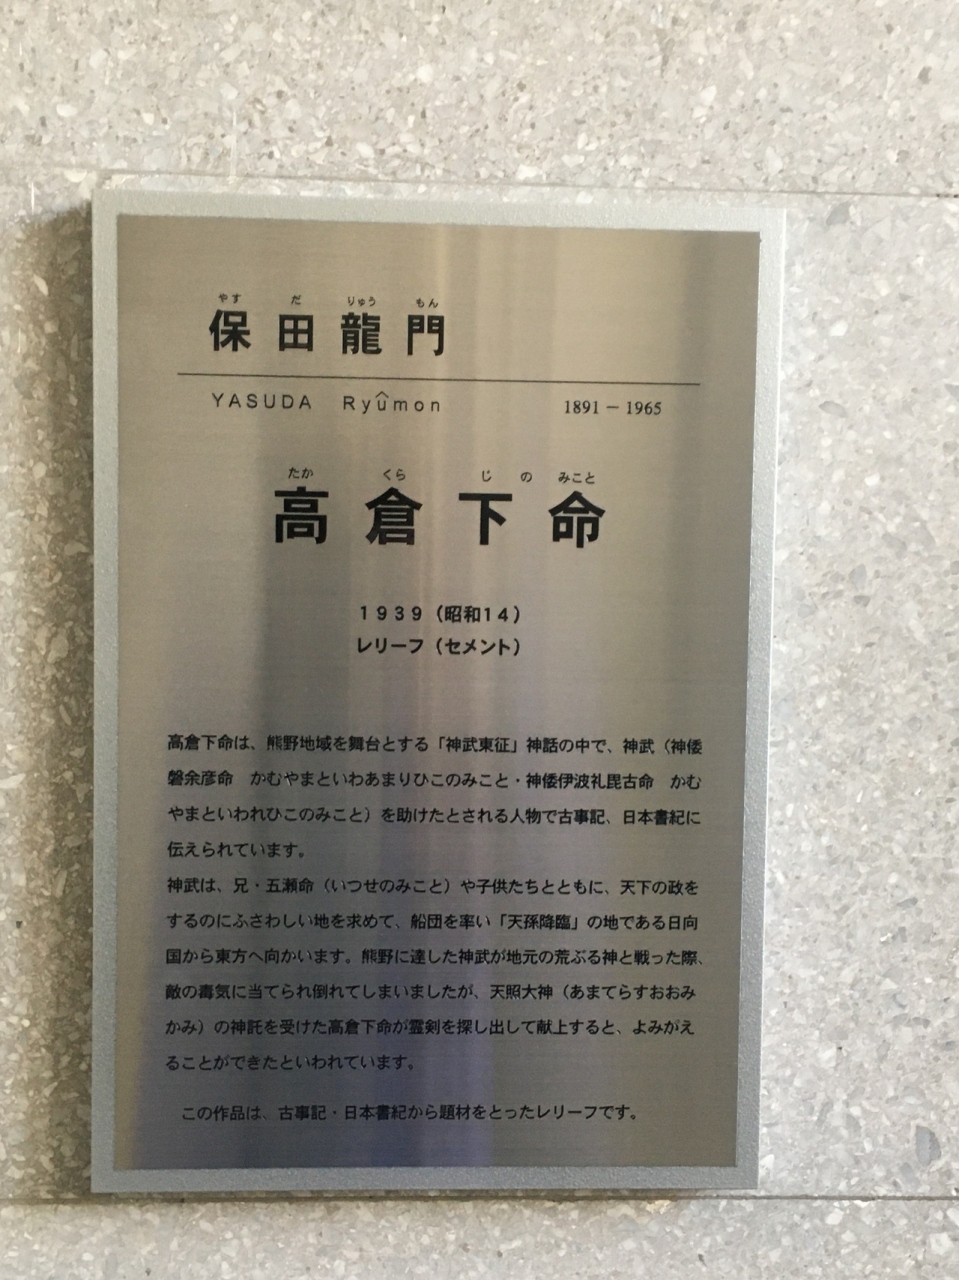 やす だ りゅう もん
保田龍門
YASUDA Ryûmon 1891－1965
たか くら じ の みこと
高倉下命
1939（昭和14）
レリーフ（セメント）
高倉下命は、熊野地域を舞台とする「神武東征」神話の中で、神武（神倭
磐余彦命　かむやまといわあまりひこのみこと・神倭伊波礼毘古命　かむ
やまといわれひこのみこと）を助けたとされる人物で古事記、日本書紀に
伝えられています。
神武は、兄・五瀬命（いつせのみこと）や子供たちとともに、天下の政を
するのにふさわしい地を求めて、船団を率い「天孫降臨」の地である日向
国から東方へ向かいます。熊野に達した神武が地元の荒ぶる神と戦った際、
敵の毒気に当てられ倒れてしまいましたが、天照大神（あまてらすおおみ
かみ）の神託を受けた高倉下命が霊剣を探し出して献上すると、よみがえ
ることができたといわれています。
この作品は、古事記・日本書紀から題材をとったレリーフです。